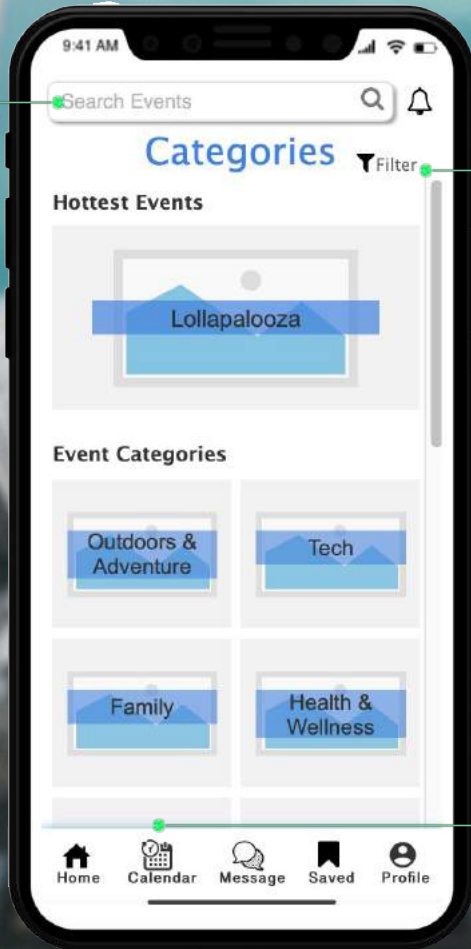 9:41 AM
Search Events
Categories
Filter
Hottest Events
Lollapalooza
Event Categories
Outdoors &
Adventure
Tech
Family
Health &
Wellness
Home
Calendar
Message
Saved
Profile